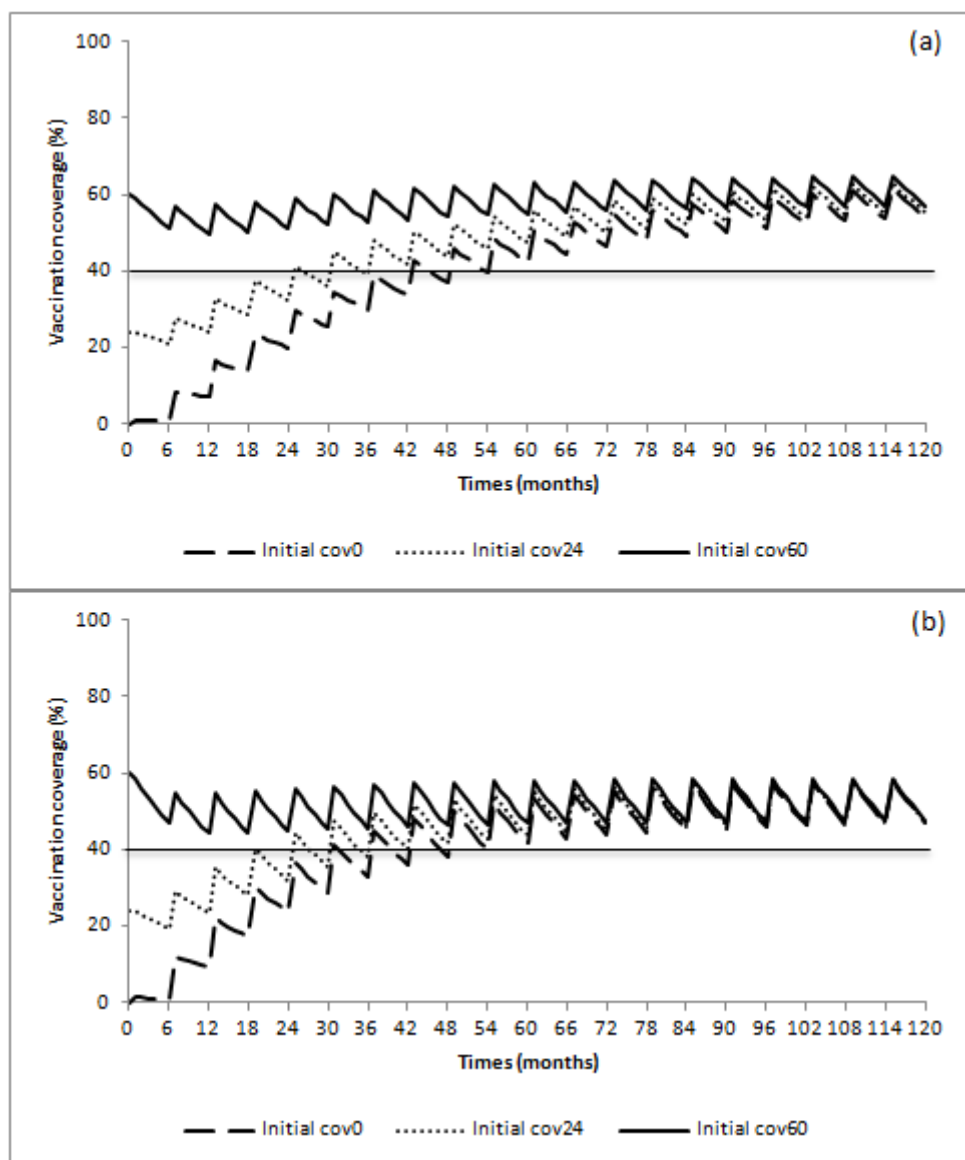 (a)
Vaccination coverage (%)
100
80
60
40
20
0
0 6 12 18 24 30 36 42 48 54 60 66 72 78 84 90 96 102 108 114 120
Times (months)
Initial cov0 Initial cov24 Initial cov60
(b)
Vaccination coverage (%)
100
80
60
40
20
0
0 6 12 18 24 30 36 42 48 54 60 66 72 78 84 90 96 102 108 114 120
Times (months)
Initial cov0 Initial cov24 Initial cov60